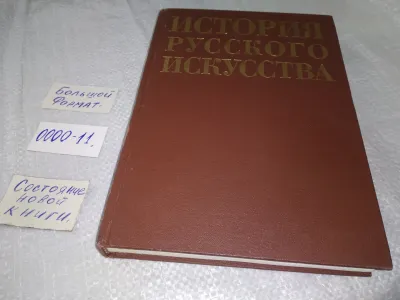 ИСТОРИЯ
РУССКОГО
ИСКУССТВА
Большой
Формат.
0000-11.
Состояние
новой
книги.